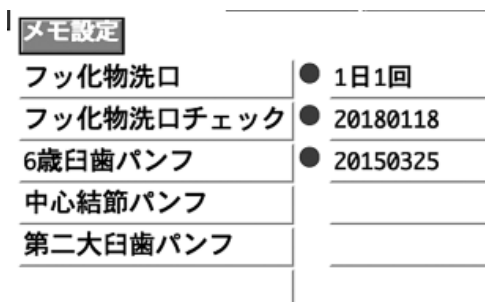 メモ設定
フッ化物洗口 ● 1日1回
フッ化物洗口チェック ● 20180118
6歳臼歯パンフ ● 20150325
中心結節パンフ
第二大臼歯パンフ